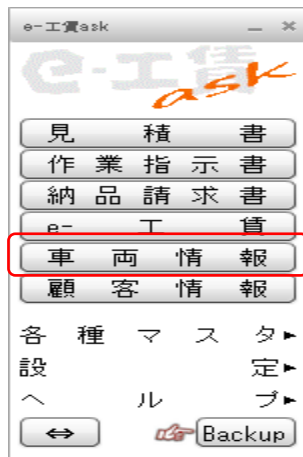 e-工賃ask
e-工賃
ask
見積書
作業指示書
納品請求書
e-工賃
車両情報
顧客情報
各種マスタ▸
設定▸
ヘルプ▸
⇔
Backup